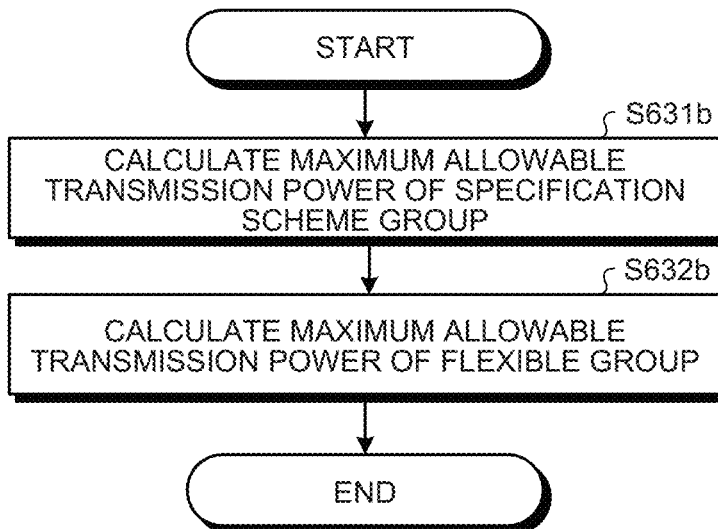 START
S631b
CALCULATE MAXIMUM ALLOWABLE
TRANSMISSION POWER OF SPECIFICATION
SCHEME GROUP
S632b
CALCULATE MAXIMUM ALLOWABLE
TRANSMISSION POWER OF FLEXIBLE GROUP
END